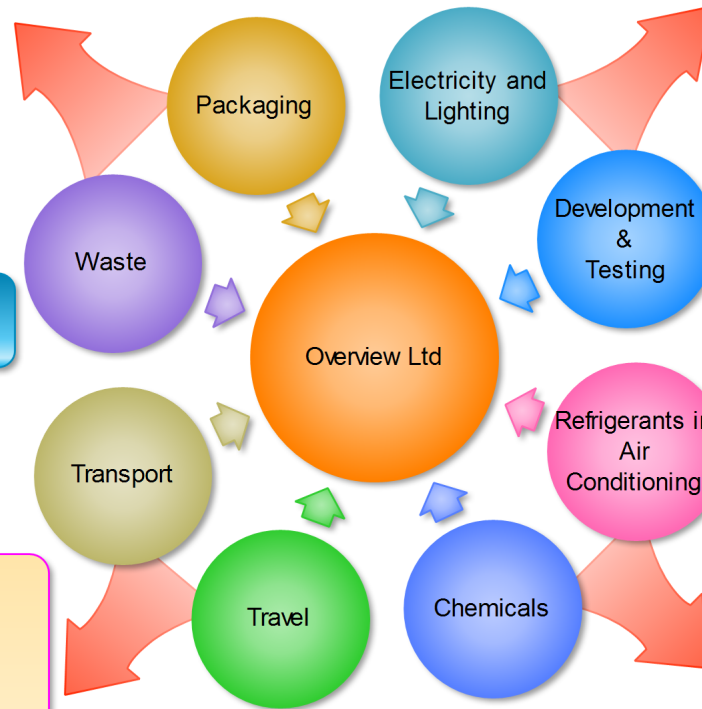 Packaging
Electricity and
Lighting
Waste
Development
&
Testing
Overview Ltd
Transport
Refrigerants in
Air
Conditioning
Travel
Chemicals